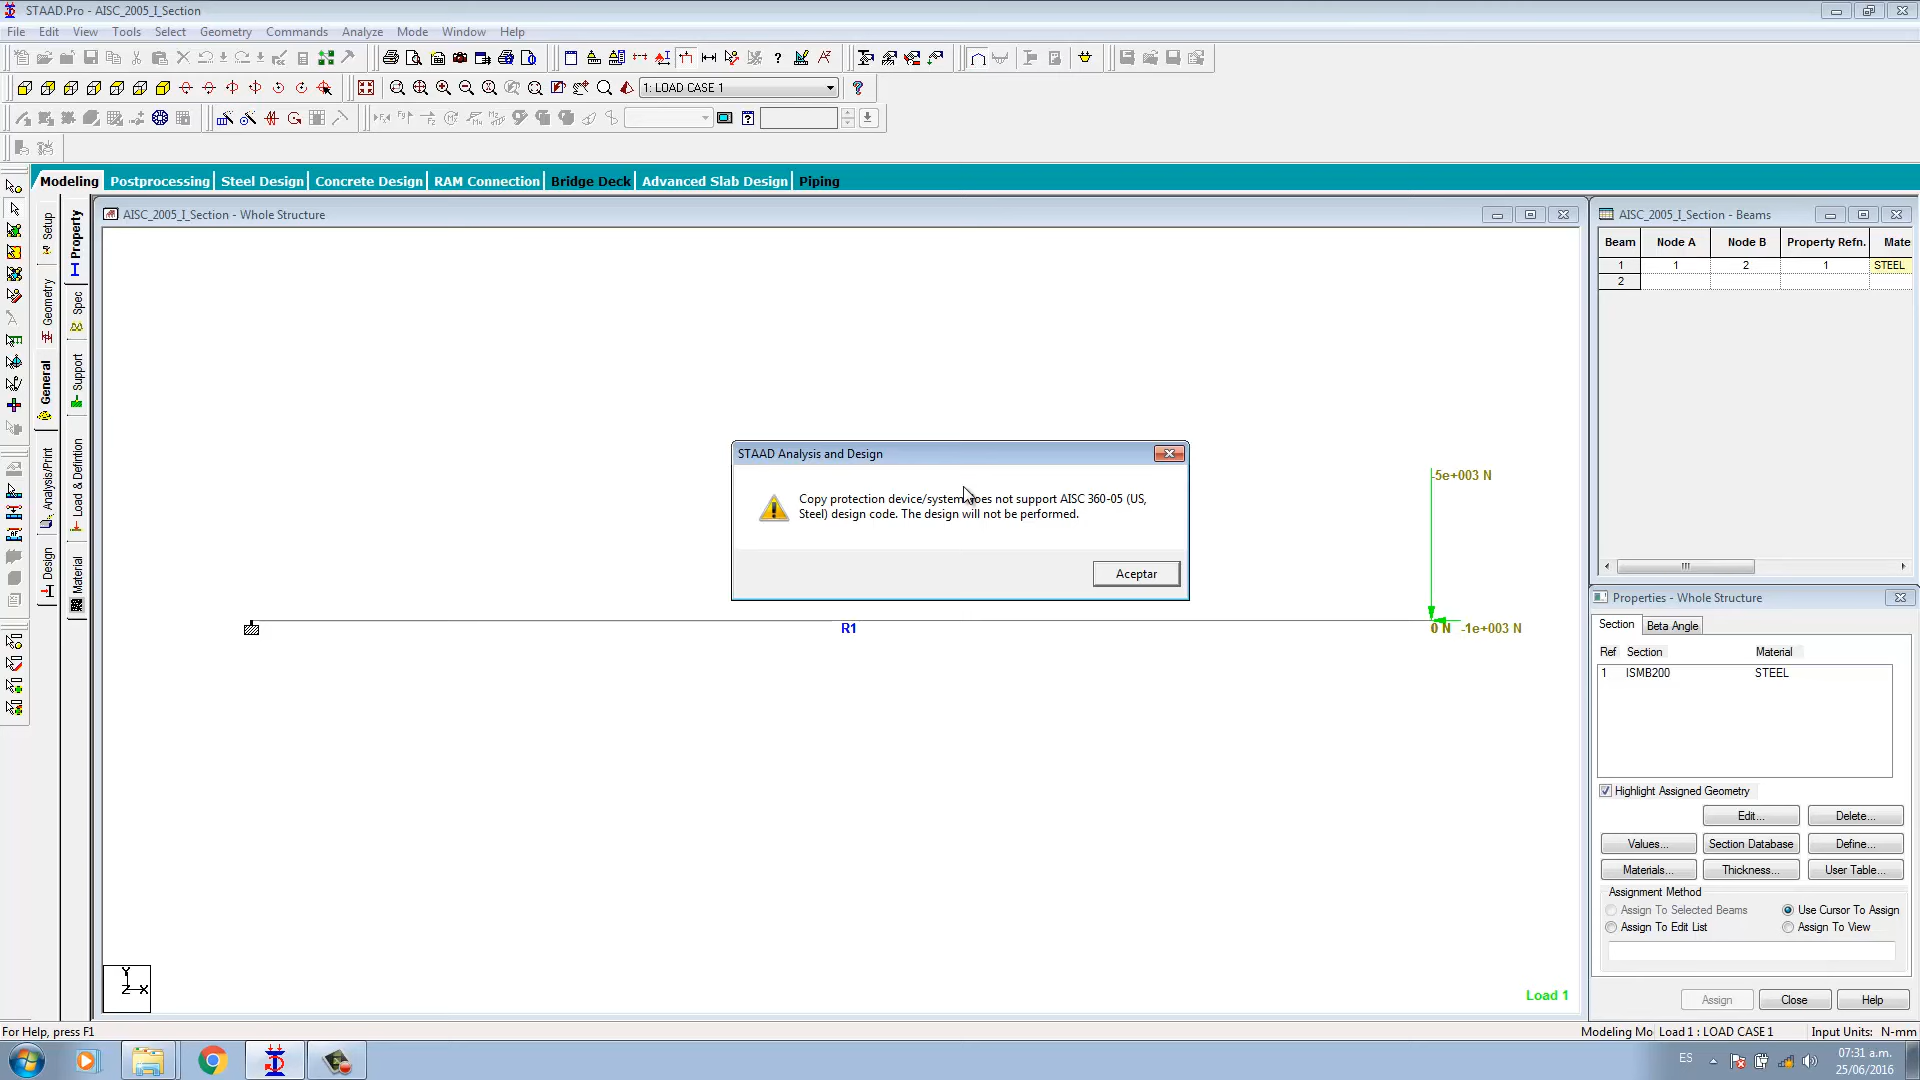 STAAD.Pro - AISC_2005_I_Section
File Edit View Tools Select Geometry Commands Analyze Mode Window Help
1: LOAD CASE 1
Modeling Postprocessing Steel Design Concrete Design RAM Connection Bridge Deck Advanced Slab Design Piping
Setup
Geometry
General
Analysis/Print
Design
Property
Spec
Support
Load & Definition
Material
AISC_2005_I_Section - Whole Structure
AISC_2005_I_Section - Beams
Beam Node A Node B Property Refn. Mate
1 1 2 1 STEEL
2
STAAD Analysis and Design
Copy protection device/system does not support AISC 360-05 (US,
Steel) design code. The design will not be performed.
Aceptar
-5e+003 N
R1
0 N -1e+003 N
Y
Z X
Load 1
Properties - Whole Structure
Section Beta Angle
Ref Section Material
1 ISMB200 STEEL
Highlight Assigned Geometry
Edit... Delete...
Values... Section Database Define...
Materials... Thickness... User Table...
Assignment Method
Assign To Selected Beams Use Cursor To Assign
Assign To Edit List Assign To View
Assign Close Help
For Help, press F1
Modeling Mo Load 1 : LOAD CASE 1 Input Units: N-mm
ES
07:31 a.m.
25/06/2016